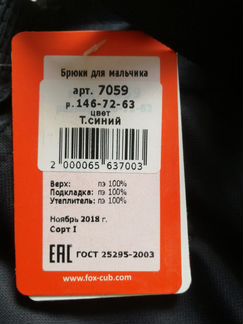 Брюки для мальчика
арт. 7059
р.146-72-63
цвет
Т.синий
2 000065 637003
Верх: пэ 100%
Подкладка: пэ 100%
Утеплитель: пэ 100%
Ноябрь 2018 г.
Сорт I
ЕАС ГОСТ 25295-2003
www.fox-cub.com